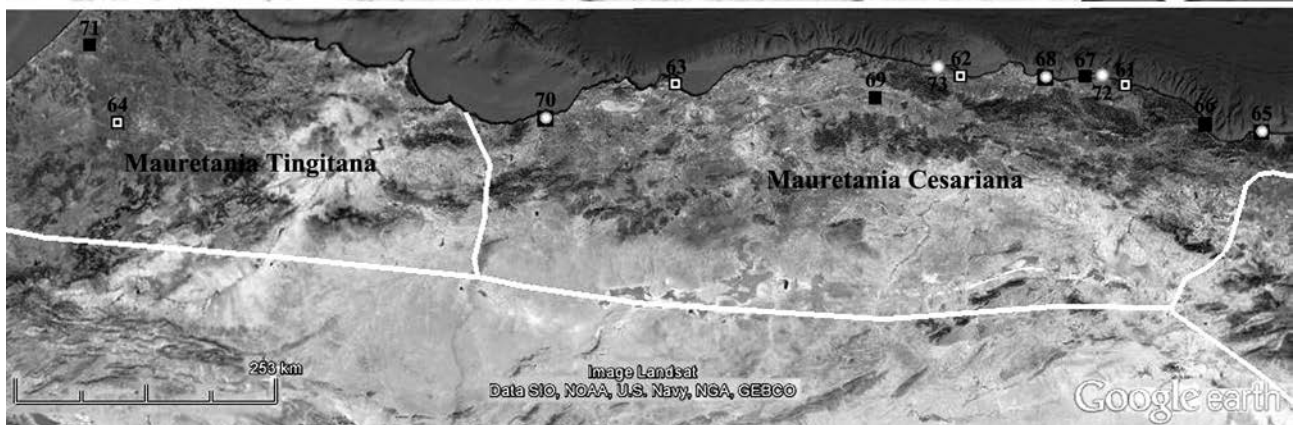 71
64
70
63
69
73
62
68
67
72
61
66
65
Mauretania Tingitana
Mauretania Cesariana
253 km
Image Landsat
Data SIO, NOAA, U.S. Navy, NGA, GEBCO
Google earth